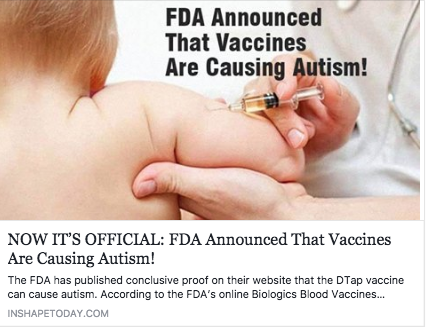 FDA Announced
That Vaccines
Are Causing Autism!
NOW IT'S OFFICIAL: FDA Announced That Vaccines
Are Causing Autism!
The FDA has published conclusive proof on their website that the DTap vaccine
can cause autism. According to the FDA's online Biologics Blood Vaccines...
INSHAPETODAY.COM